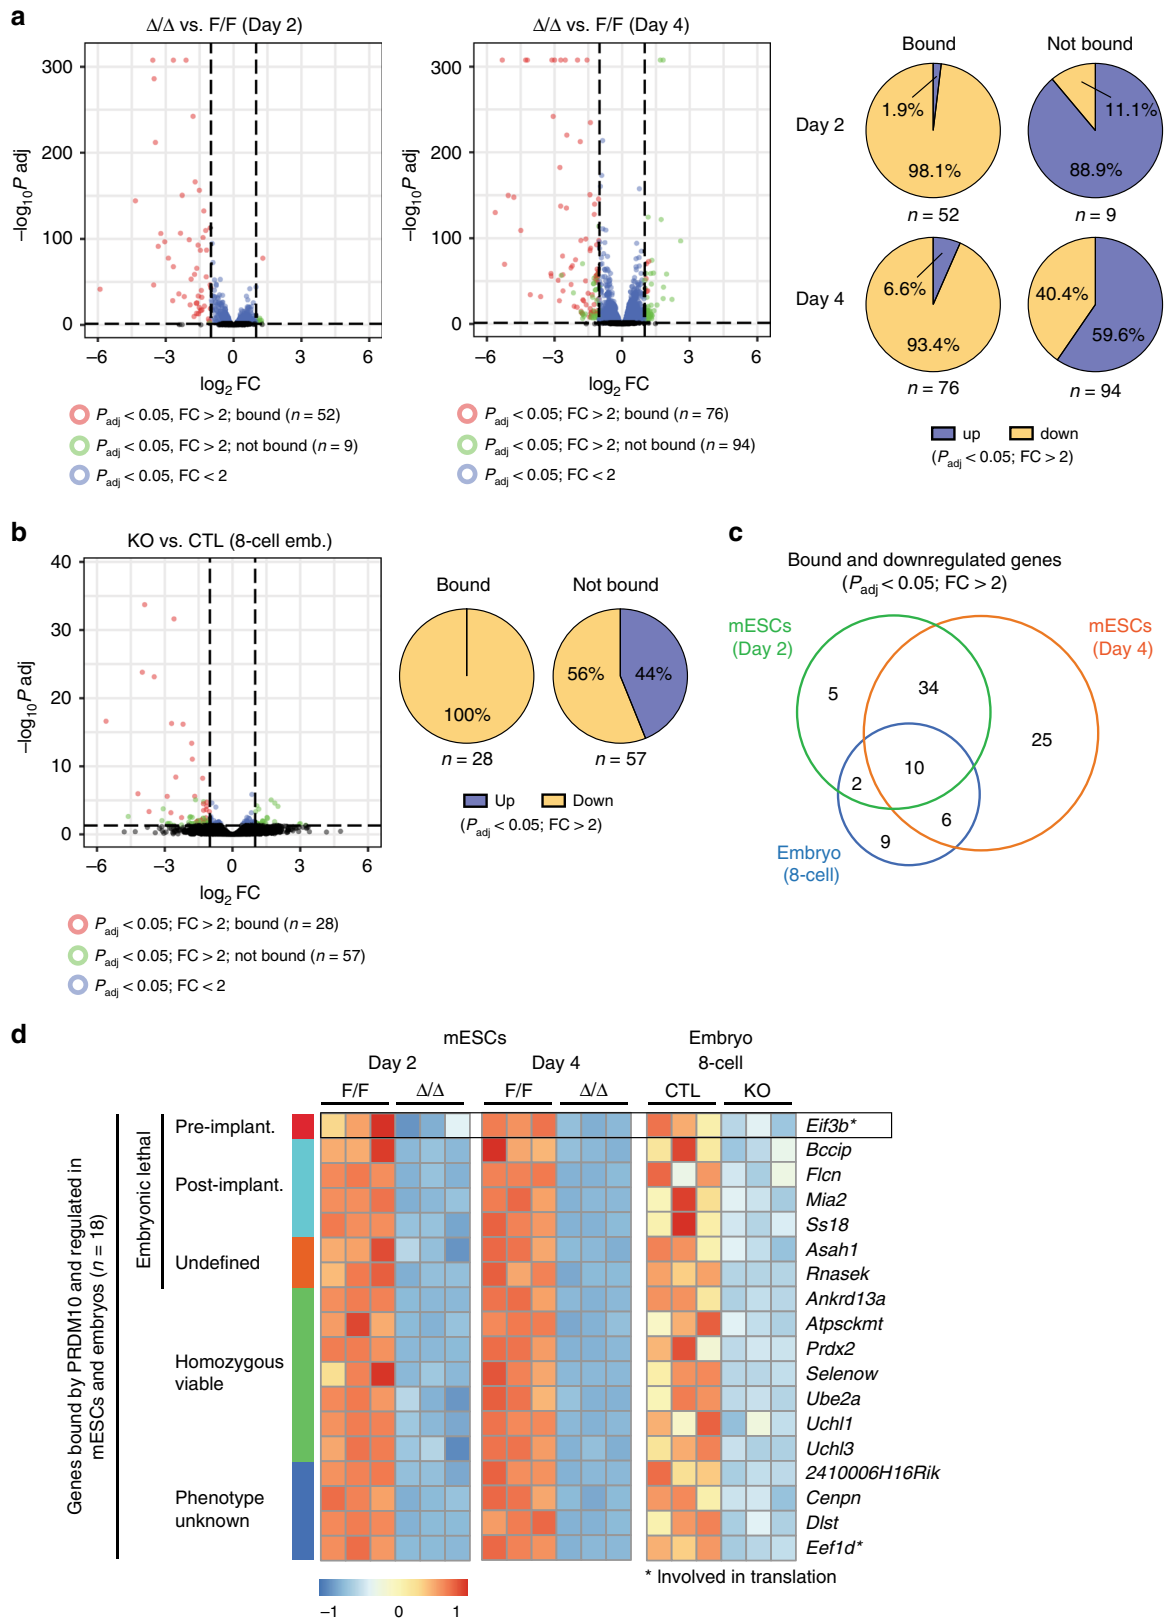 a
Δ/Δ vs. F/F (Day 2)
300
200
100
0
–log10P adj
–6 –3 0 3 6
log2 FC
Padj < 0.05, FC > 2; bound (n = 52)
Padj < 0.05, FC > 2; not bound (n = 9)
Padj < 0.05, FC < 2
Δ/Δ vs. F/F (Day 4)
300
200
100
0
–log10P adj
–6 –3 0 3 6
log2 FC
Padj < 0.05; FC > 2; bound (n = 76)
Padj < 0.05; FC > 2; not bound (n = 94)
Padj < 0.05; FC < 2
Bound Not bound
Day 2
1.9%
98.1%
n = 52
11.1%
88.9%
n = 9
Day 4
6.6%
93.4%
n = 76
40.4%
59.6%
n = 94
up down
(Padj < 0.05; FC > 2)
b
KO vs. CTL (8-cell emb.)
40
30
20
10
0
–log10P adj
–6 –3 0 3 6
log2 FC
Padj < 0.05; FC > 2; bound (n = 28)
Padj < 0.05; FC > 2; not bound (n = 57)
Padj < 0.05; FC < 2
Bound Not bound
100%
n = 28
56% 44%
n = 57
Up Down
(Padj < 0.05; FC > 2)
c
Bound and downregulated genes
(Padj < 0.05; FC > 2)
mESCs
(Day 2)
mESCs
(Day 4)
5
34
25
10
2
6
9
Embryo
(8-cell)
d
mESCs Embryo
Day 2 Day 4 8-cell
F/F Δ/Δ F/F Δ/Δ CTL KO
Genes bound by PRDM10 and regulated in
mESCs and embryos (n = 18)
Embryonic lethal
Pre-implant.
Post-implant.
Undefined
Homozygous
viable
Phenotype
unknown
Eif3b*
Bccip
Flcn
Mia2
Ss18
Asah1
Rnasek
Ankrd13a
Atpsckmt
Prdx2
Selenow
Ube2a
Uchl1
Uchl3
2410006H16Rik
Cenpn
Dlst
Eef1d*
* Involved in translation
–1 0 1